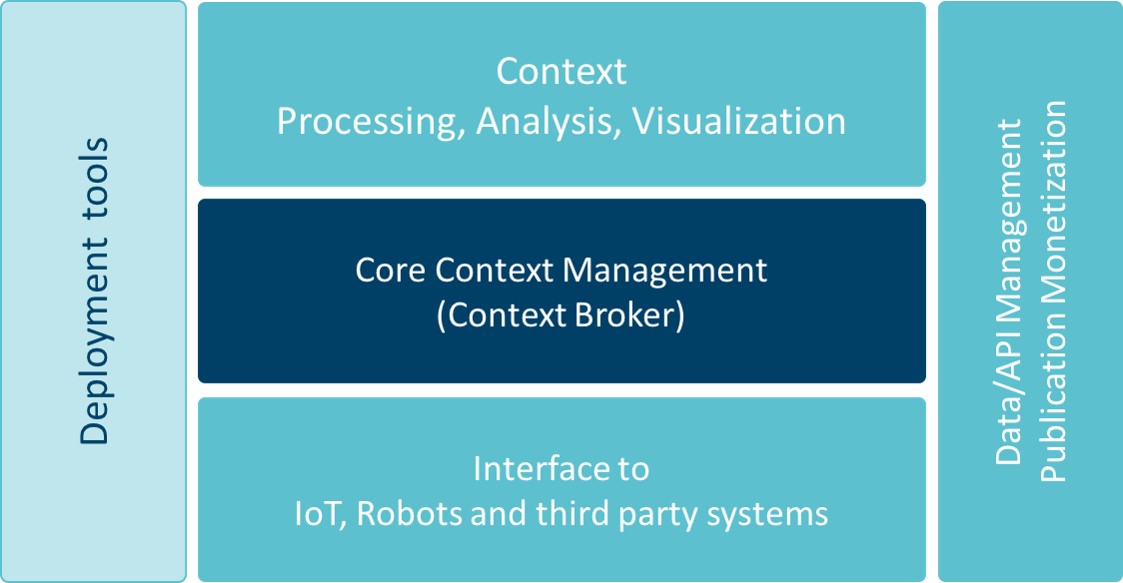 Deployment tools
Context
Processing, Analysis, Visualization
Core Context Management
(Context Broker)
Interface to
IoT, Robots and third party systems
Data/API Management
Publication Monetization